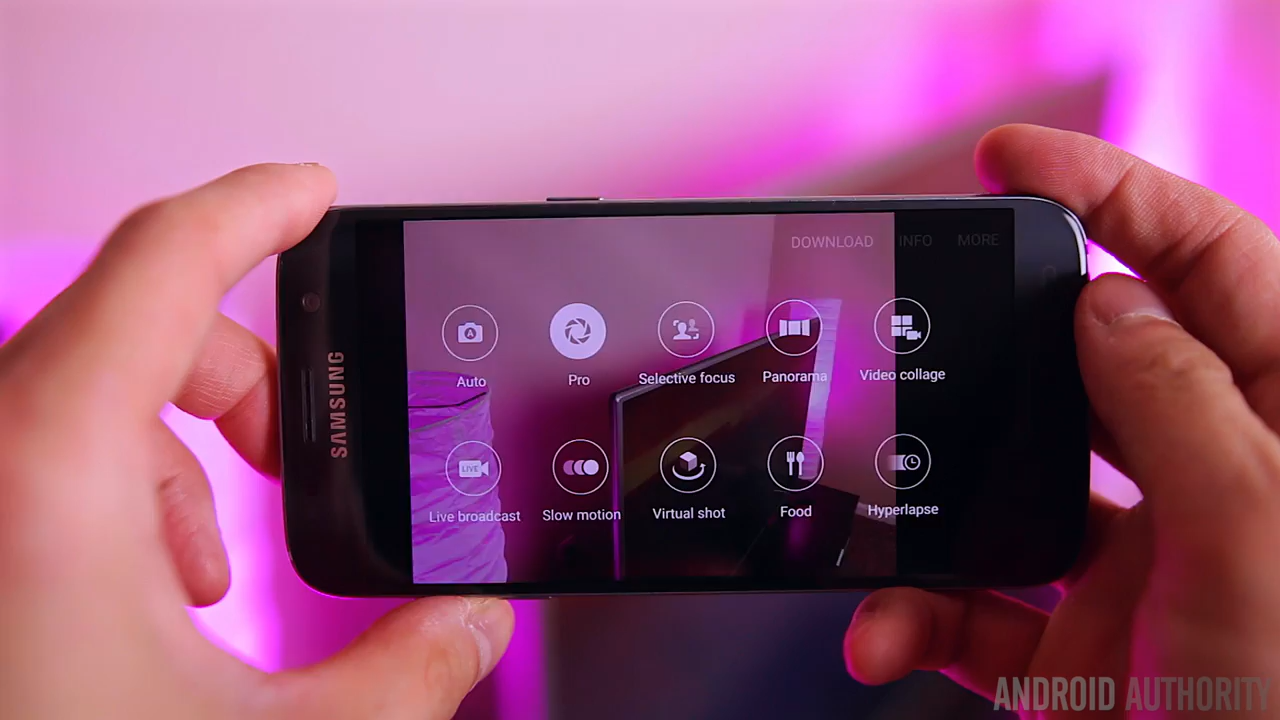 DOWNLOAD INFO MORE
SAMSUNG
A
Auto Pro Selective focus Panorama Video collage
LIVE
Live broadcast Slow motion Virtual shot Food Hyperlapse
ANDROID AUTHORITY